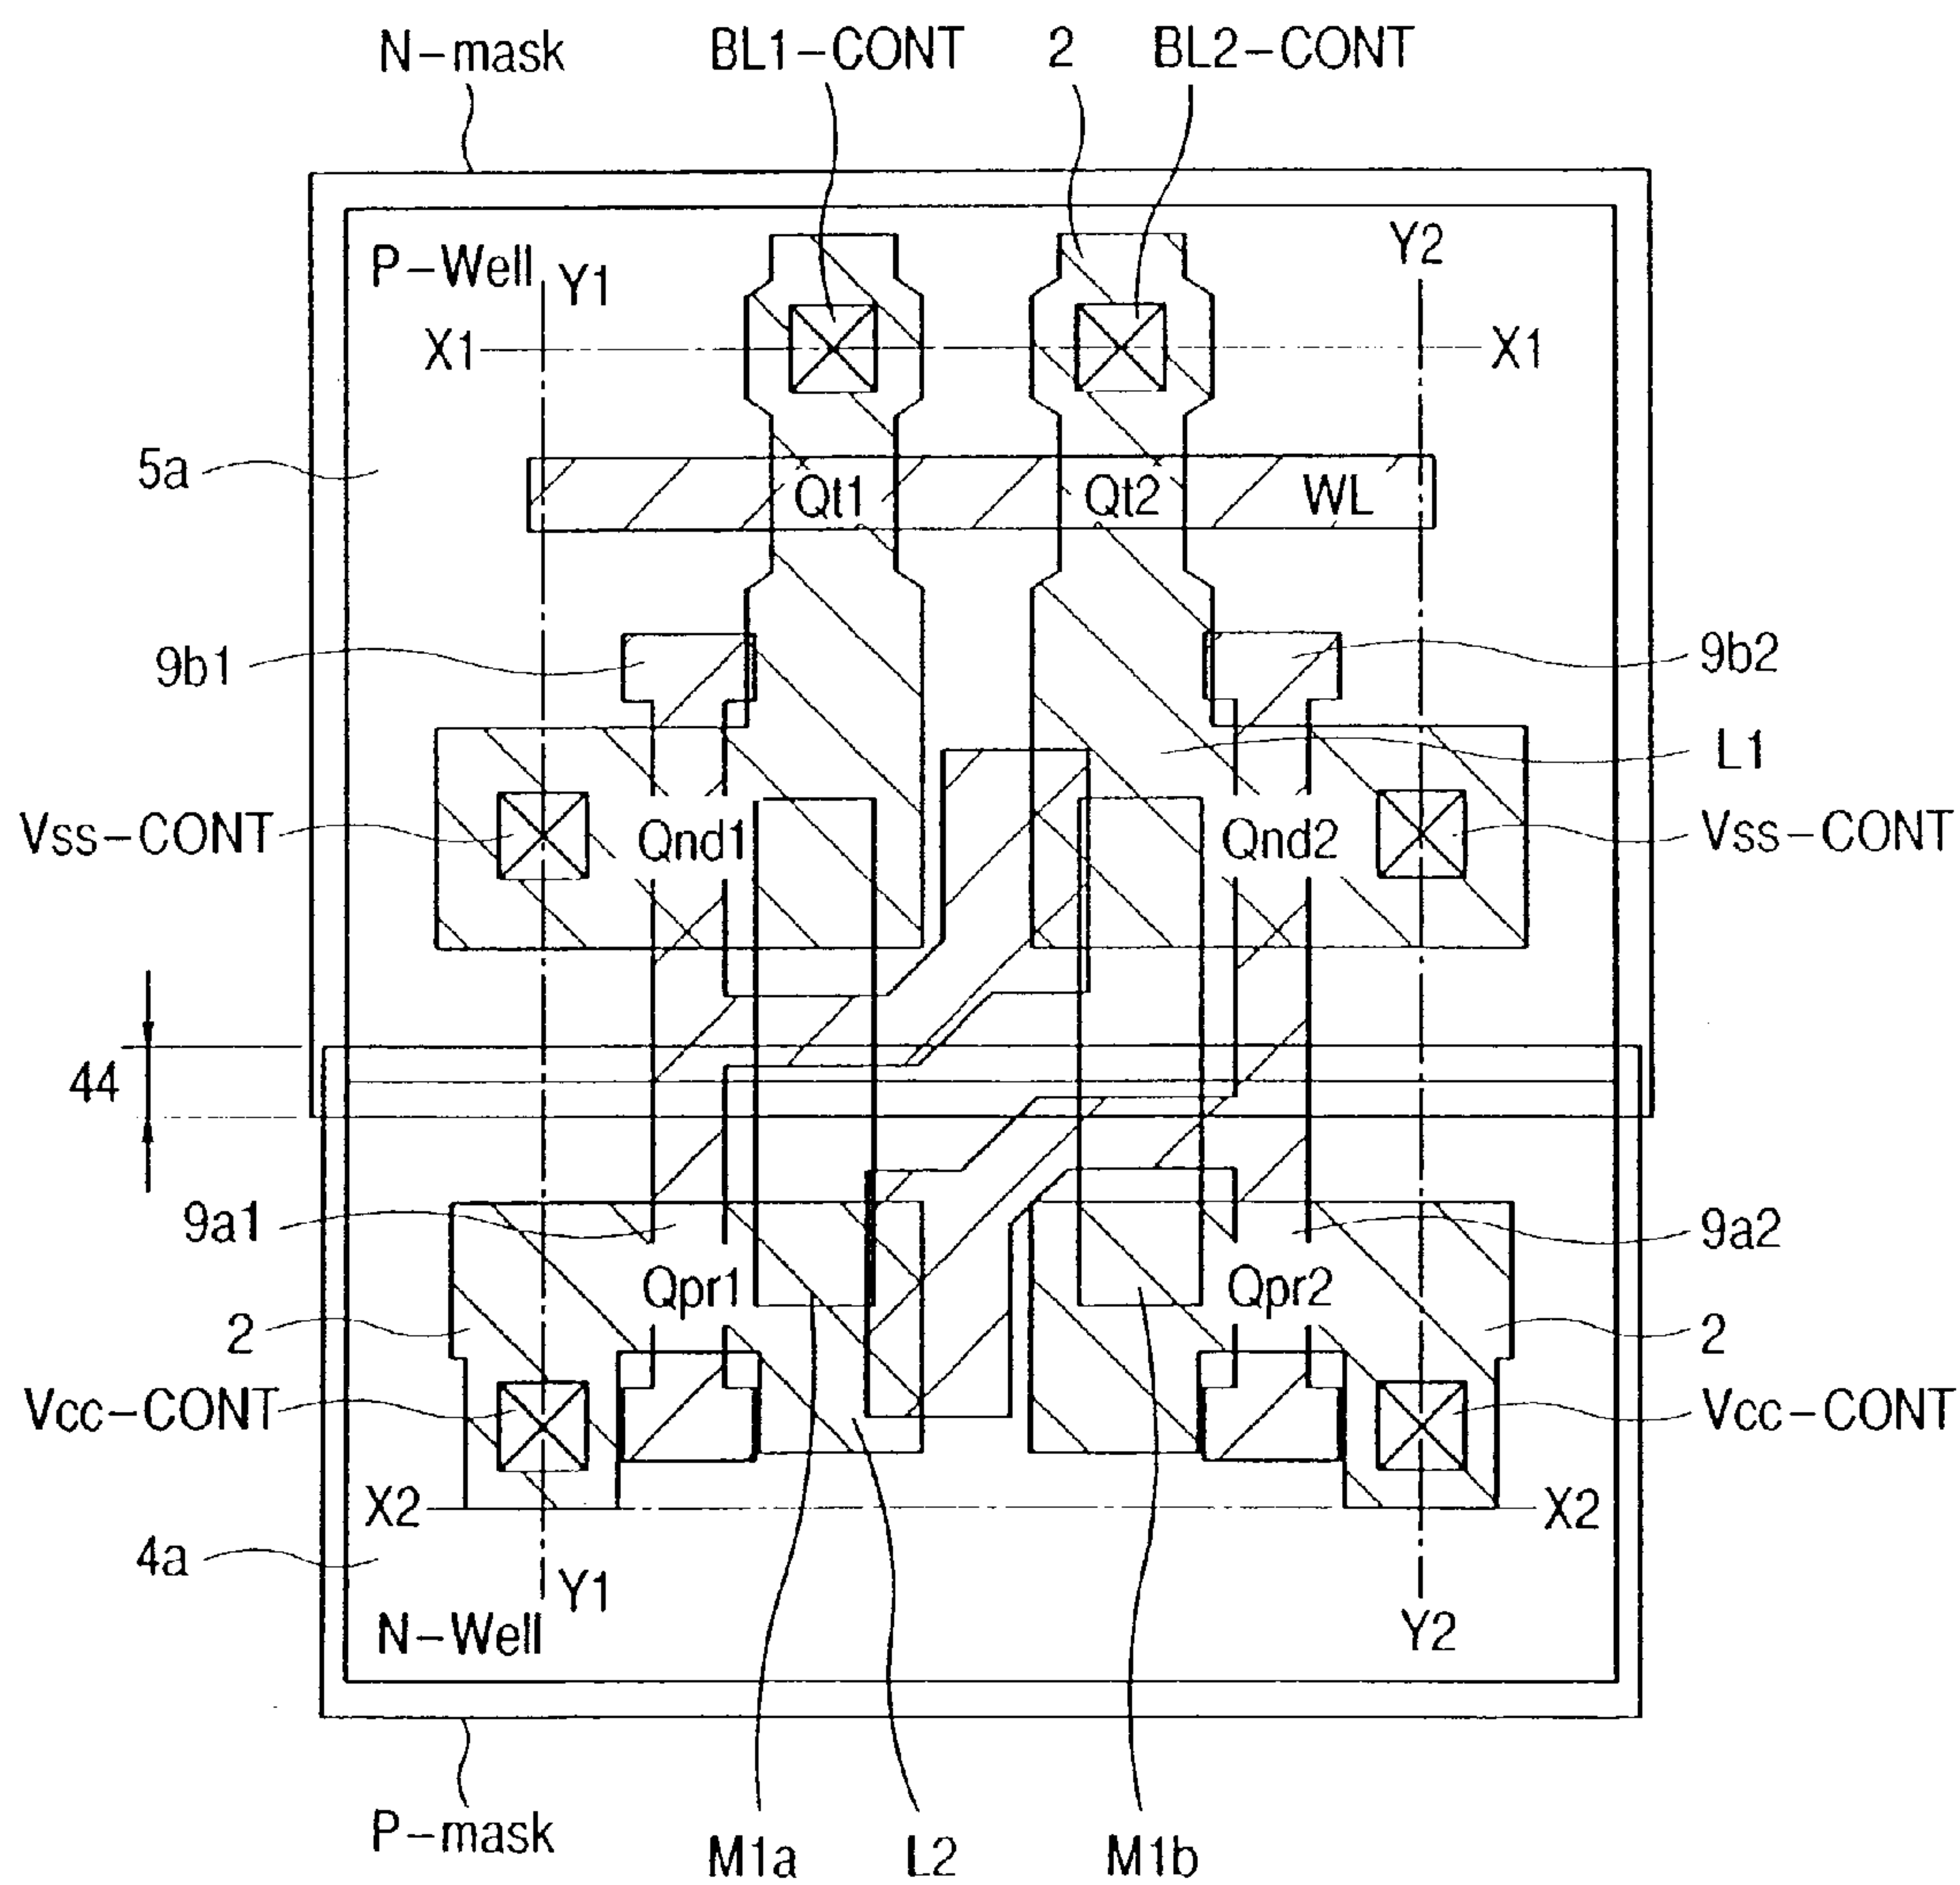 N-mask
BL1-CONT
2
BL2-CONT
P-Well
Y1
Y2
X1
X1
5a
Qt1
Qt2
WL
9b1
9b2
L1
Vss-CONT
Qnd1
Qnd2
Vss-CONT
44
9a1
9a2
Qpr1
Qpr2
2
2
Vcc-CONT
Vcc-CONT
X2
X2
4a
Y1
N-Well
Y2
P-mask
M1a
L2
M1b